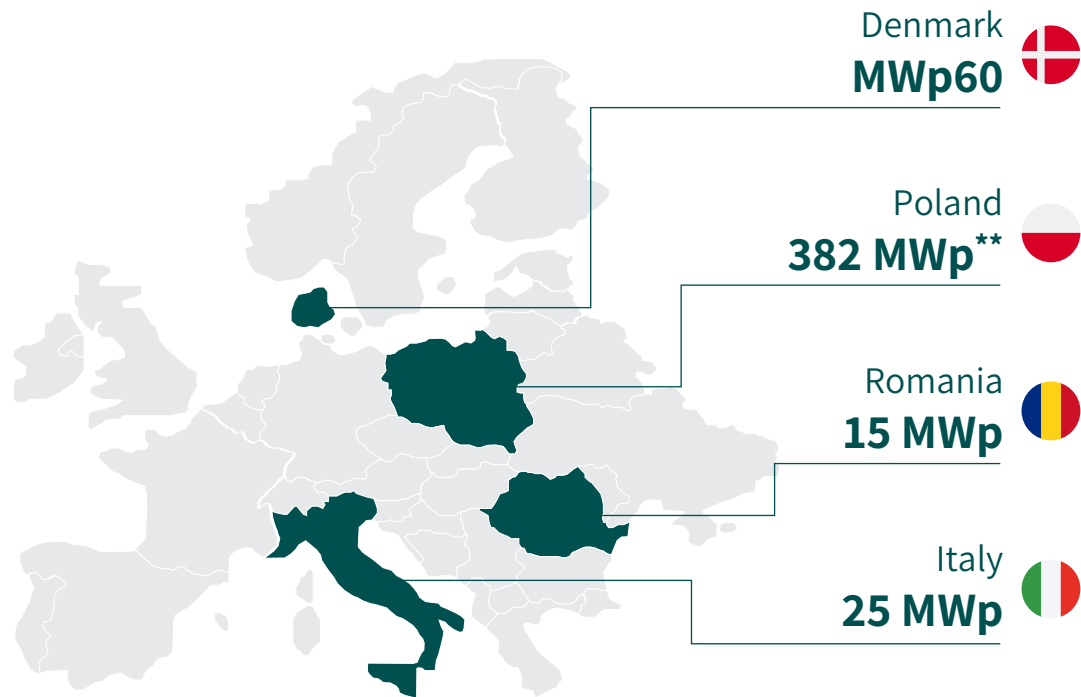 Denmark
MWp60
Poland
382 MWp**
Romania
15 MWp
Italy
25 MWp